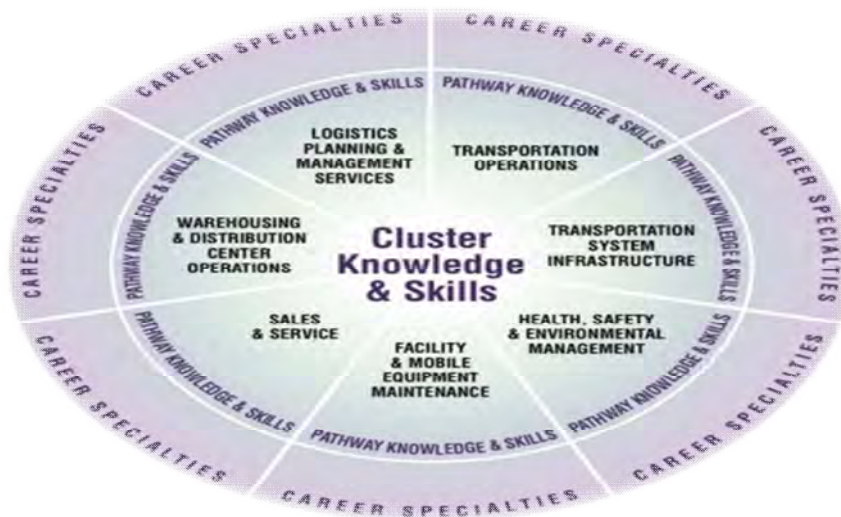 CAREER SPECIALTIES
CAREER SPECIALTIES
PATHWAY KNOWLEDGE & SKILLS
PATHWAY KNOWLEDGE & SKILLS
LOGISTICS
PLANNING &
MANAGEMENT
SERVICES
TRANSPORTATION
OPERATIONS
CAREER SPECIALTIES
PATHWAY KNOWLEDGE & SKILLS
WAREHOUSING
& DISTRIBUTION
CENTER
OPERATIONS
Cluster
Knowledge
& Skills
TRANSPORTATION
SYSTEM
INFRASTRUCTURE
PATHWAY KNOWLEDGE & SKILLS
CAREER SPECIALTIES
SALES
& SERVICE
FACILITY
& MOBILE
EQUIPMENT
MAINTENANCE
HEALTH, SAFETY
& ENVIRONMENTAL
MANAGEMENT
PATHWAY KNOWLEDGE & SKILLS
PATHWAY KNOWLEDGE & SKILLS
PATHWAY KNOWLEDGE & SKILLS
CAREER SPECIALTIES
CAREER SPECIALTIES
CAREER SPECIALTIES